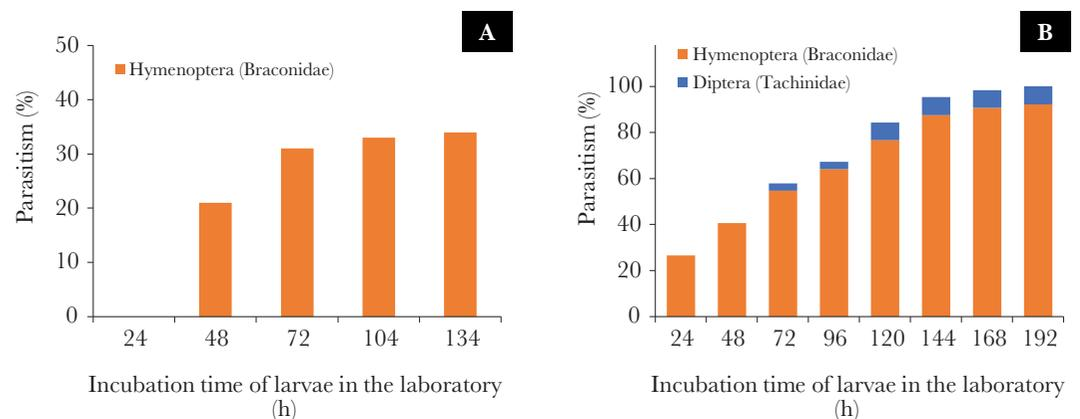 A
50
Hymenoptera (Braconidae)
40
30
20
10
0
Parasitism (%)
24 48 72 104 134
Incubation time of larvae in the laboratory
(h)
B
Hymenoptera (Braconidae)
Diptera (Tachinidae)
100
80
60
40
20
0
Parasitism (%)
24 48 72 96 120 144 168 192
Incubation time of larvae in the laboratory
(h)